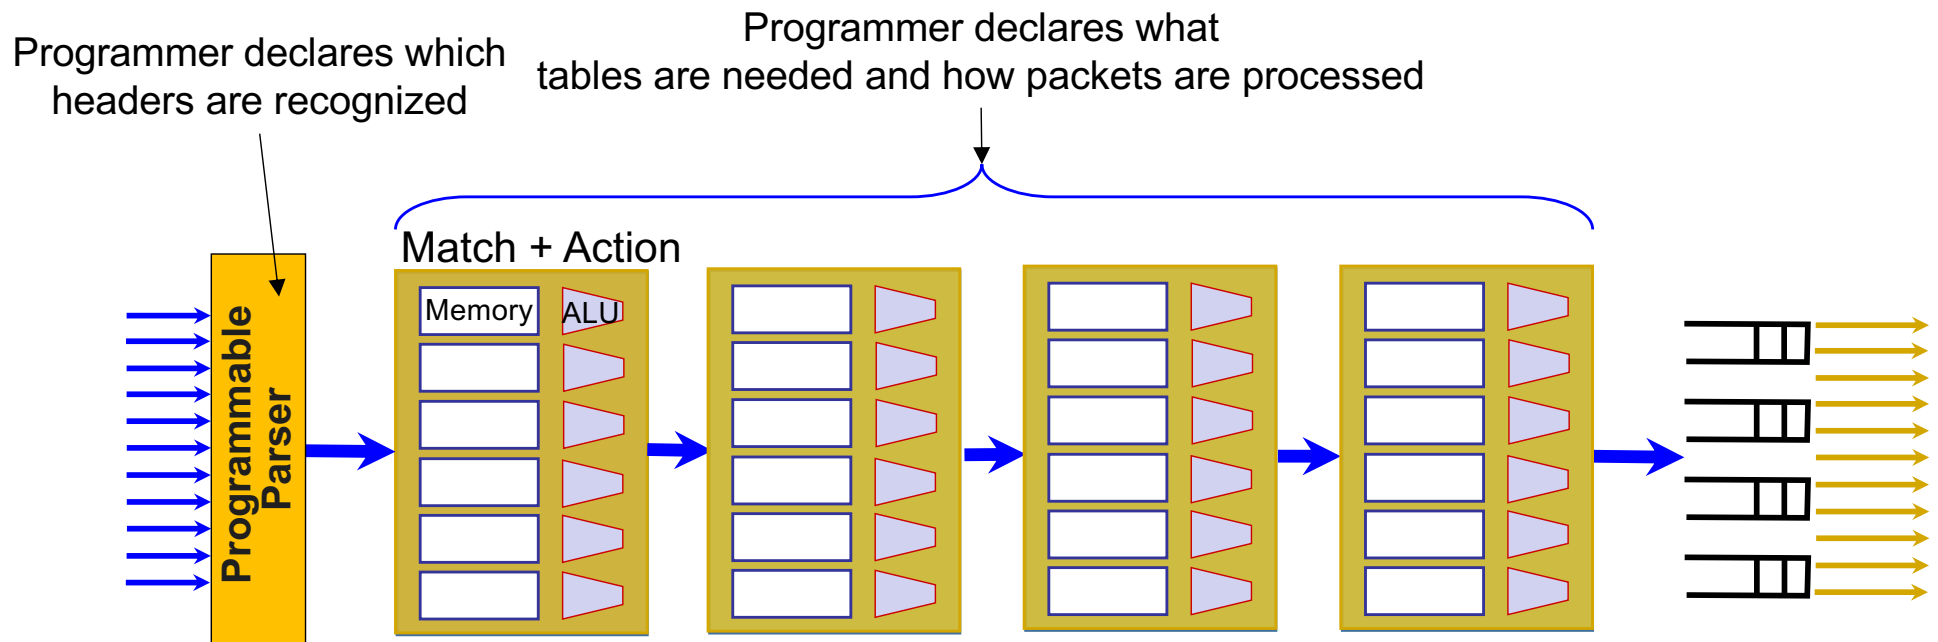 Programmer declares which
headers are recognized
Programmer declares what
tables are needed and how packets are processed
Match + Action
Memory
ALU
Programmable
Parser